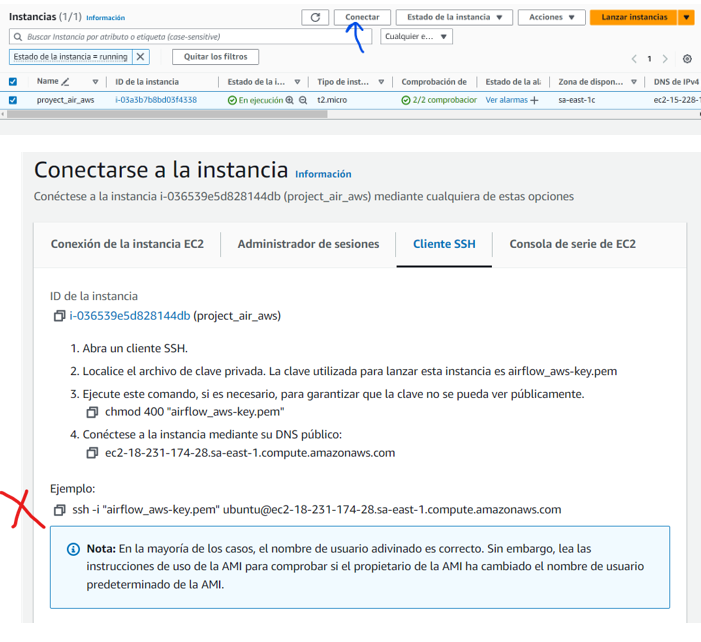 Instancias (1/1) Información
Conectar
Estado de la instancia
Acciones
Lanzar instancias
Buscar Instancia por atributo o etiqueta (case-sensitive)
Cualquier e...
Estado de la instancia = running
Quitar los filtros
1
Name
ID de la instancia
Estado de la i...
Tipo de inst...
Comprobación de
Estado de la al
Zona de dispon...
DNS de IPv4
proyect_air_aws
i-03a3b7b8bd03f4338
En ejecución
t2.micro
2/2 comprobacior
Ver alarmas
sa-east-1c
ec2-15-228-1
Conectarse a la instancia Información
Conéctese a la instancia i-036539e5d828144db (project_air_aws) mediante cualquiera de estas opciones
Conexión de la instancia EC2
Administrador de sesiones
Cliente SSH
Consola de serie de EC2
ID de la instancia
i-036539e5d828144db (project_air_aws)
1. Abra un cliente SSH.
2. Localice el archivo de clave privada. La clave utilizada para lanzar esta instancia es airflow_aws-key.pem
3. Ejecute este comando, si es necesario, para garantizar que la clave no se pueda ver públicamente.
chmod 400 "airflow_aws-key.pem"
4. Conéctese a la instancia mediante su DNS público:
ec2-18-231-174-28.sa-east-1.compute.amazonaws.com
Ejemplo:
ssh -i "airflow_aws-key.pem" ubuntu@ec2-18-231-174-28.sa-east-1.compute.amazonaws.com
Nota: En la mayoría de los casos, el nombre de usuario adivinado es correcto. Sin embargo, lea las
instrucciones de uso de la AMI para comprobar si el propietario de la AMI ha cambiado el nombre de usuario
predeterminado de la AMI.